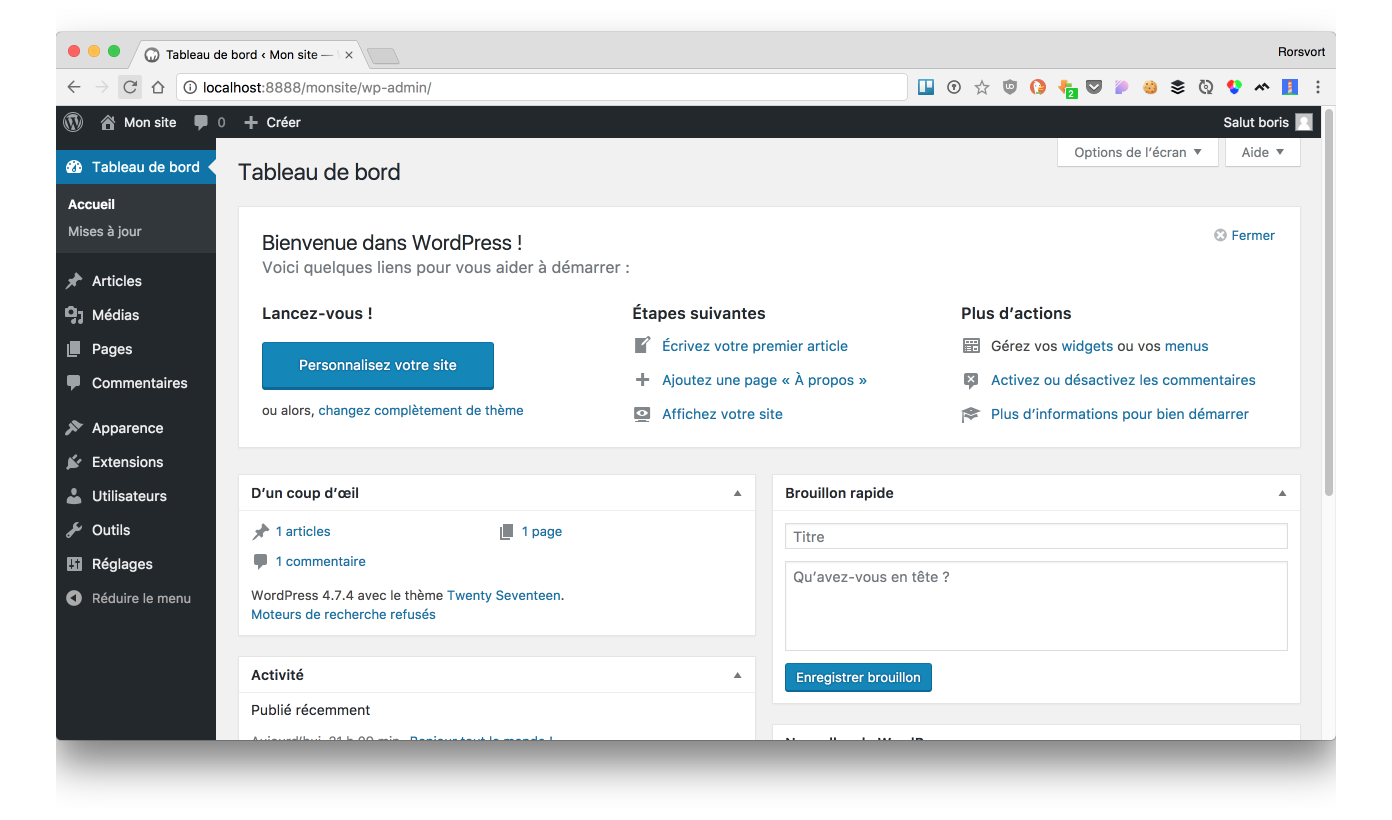 Tableau de bord ‹ Mon site —
Rorsvort
localhost:8888/monsite/wp-admin/
2
Mon site 0 Créer Salut boris
Tableau de bord
Accueil
Mises à jour
Articles
Médias
Pages
Commentaires
Apparence
Extensions
Utilisateurs
Outils
Réglages
Réduire le menu
Options de l'écran Aide
Tableau de bord
Bienvenue dans WordPress !
Fermer
Voici quelques liens pour vous aider à démarrer :
Lancez-vous !
Personnalisez votre site
ou alors, changez complètement de thème
Étapes suivantes
Écrivez votre premier article
Ajoutez une page « À propos »
Affichez votre site
Plus d'actions
Gérez vos widgets ou vos menus
Activez ou désactivez les commentaires
Plus d'informations pour bien démarrer
D'un coup d'œil
1 articles 1 page
1 commentaire
WordPress 4.7.4 avec le thème Twenty Seventeen.
Moteurs de recherche refusés
Activité
Publié récemment
Brouillon rapide
Titre
Qu'avez-vous en tête ?
Enregistrer brouillon